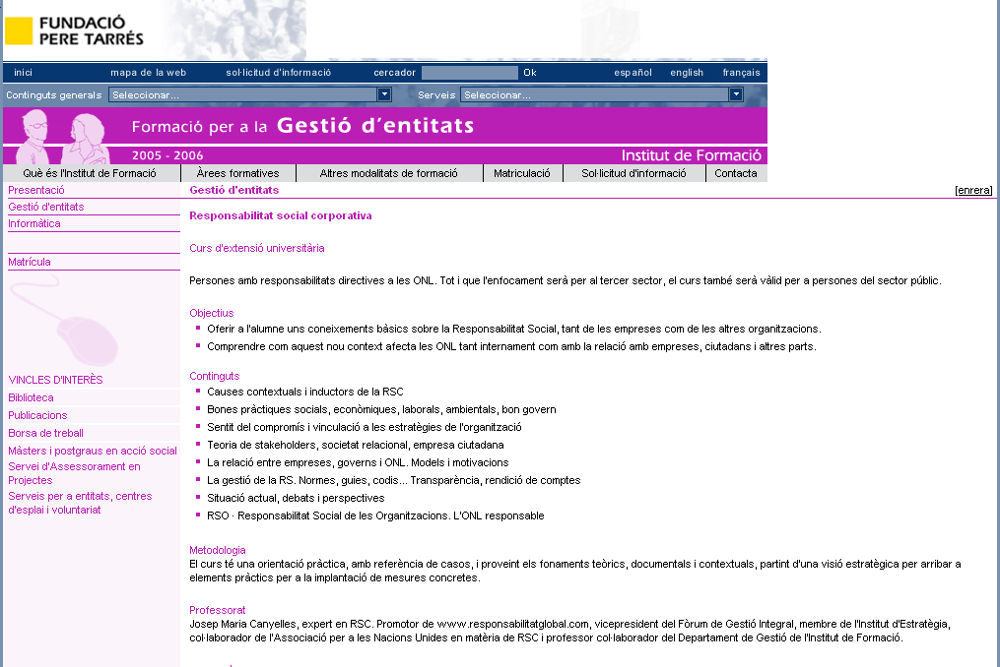 FUNDACIÓ
PERE TARRÉS
inici mapa de la web sol·licitud d'informació cercador Ok español english français
Continguts generals Seleccionar... Serveis Seleccionar...
Formació per a la Gestió d'entitats
2005 - 2006 Institut de Formació
Què és l'Institut de Formació Àrees formatives Altres modalitats de formació Matriculació Sol·licitud d'informació Contacta
Presentació
Gestió d'entitats
Informàtica
Matrícula
VINCLES D'INTERÈS
Biblioteca
Publicacions
Borsa de treball
Màsters i postgraus en acció social
Servei d'Assessorament en
Projectes
Serveis per a entitats, centres
d'esplai i voluntariat
Gestió d'entitats [enrera]
Responsabilitat social corporativa
Curs d'extensió universitària
Persones amb responsabilitats directives a les ONL. Tot i que l'enfocament serà per al tercer sector, el curs també serà vàlid per a persones del sector públic.
Objectius
Oferir a l'alumne uns coneixements bàsics sobre la Responsabilitat Social, tant de les empreses com de les altres organitzacions.
Comprendre com aquest nou context afecta les ONL tant internament com amb la relació amb empreses, ciutadans i altres parts.
Continguts
Causes contextuals i inductors de la RSC
Bones pràctiques socials, econòmiques, laborals, ambientals, bon govern
Sentit del compromís i vinculació a les estratègies de l'organització
Teoria de stakeholders, societat relacional, empresa ciutadana
La relació entre empreses, governs i ONL. Models i motivacions
La gestió de la RS. Normes, guies, codis... Transparència, rendició de comptes
Situació actual, debats i perspectives
RSO · Responsabilitat Social de les Organitzacions. L'ONL responsable
Metodologia
El curs té una orientació pràctica, amb referència de casos, i proveint els fonaments teòrics, documentals i contextuals, partint d'una visió estratègica per arribar a
elements pràctics per a la implantació de mesures concretes.
Professorat
Josep Maria Canyelles, expert en RSC. Promotor de www.responsabilitatglobal.com, vicepresident del Fòrum de Gestió Integral, membre de l'Institut d'Estratègia,
col·laborador de l'Associació per a les Nacions Unides en matèria de RSC i professor col·laborador del Departament de Gestió de l'Institut de Formació.